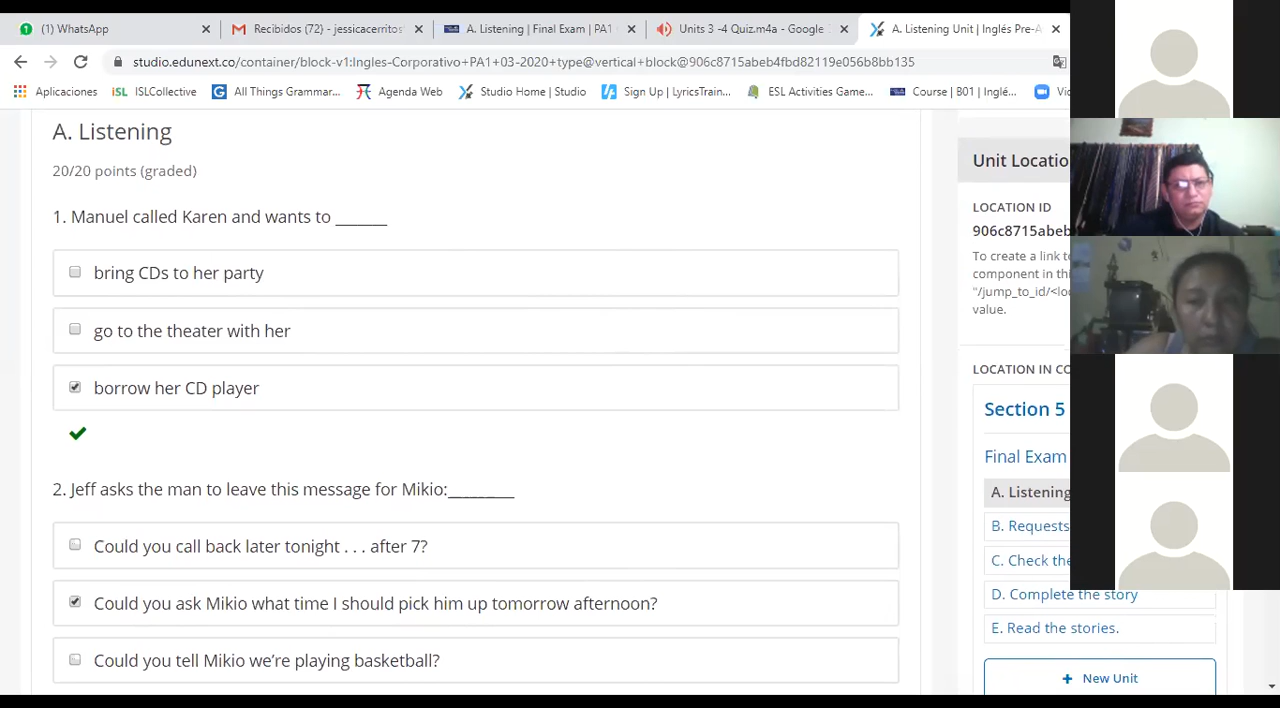 (1) WhatsApp
Recibidos (72) - jessicacerritos
A. Listening | Final Exam | PA1
Units 3 -4 Quiz.m4a - Google
A. Listening Unit | Inglés Pre-A
studio.edunext.co/container/block-v1:Ingles-Corporativo+PA1+03-2020+type@vertical+block@906c8715abeb4fbd82119e056b8bb135
Aplicaciones
iSL ISLCollective
All Things Grammar...
Agenda Web
Studio Home | Studio
Sign Up | LyricsTrain...
ESL Activities Game...
Course | B01 | Inglé...
A. Listening
20/20 points (graded)
1. Manuel called Karen and wants to ______
bring CDs to her party
go to the theater with her
borrow her CD player
2. Jeff asks the man to leave this message for Mikio:________
Could you call back later tonight . . . after 7?
Could you ask Mikio what time I should pick him up tomorrow afternoon?
Could you tell Mikio we're playing basketball?
Unit Locatio
LOCATION ID
906c8715abeb
To create a link to
component in thi
"/jump_to_id/<loc
value.
LOCATION IN CO
Section 5
Final Exam
A. Listening
B. Requests
C. Check the
D. Complete the story
E. Read the stories.
+ New Unit